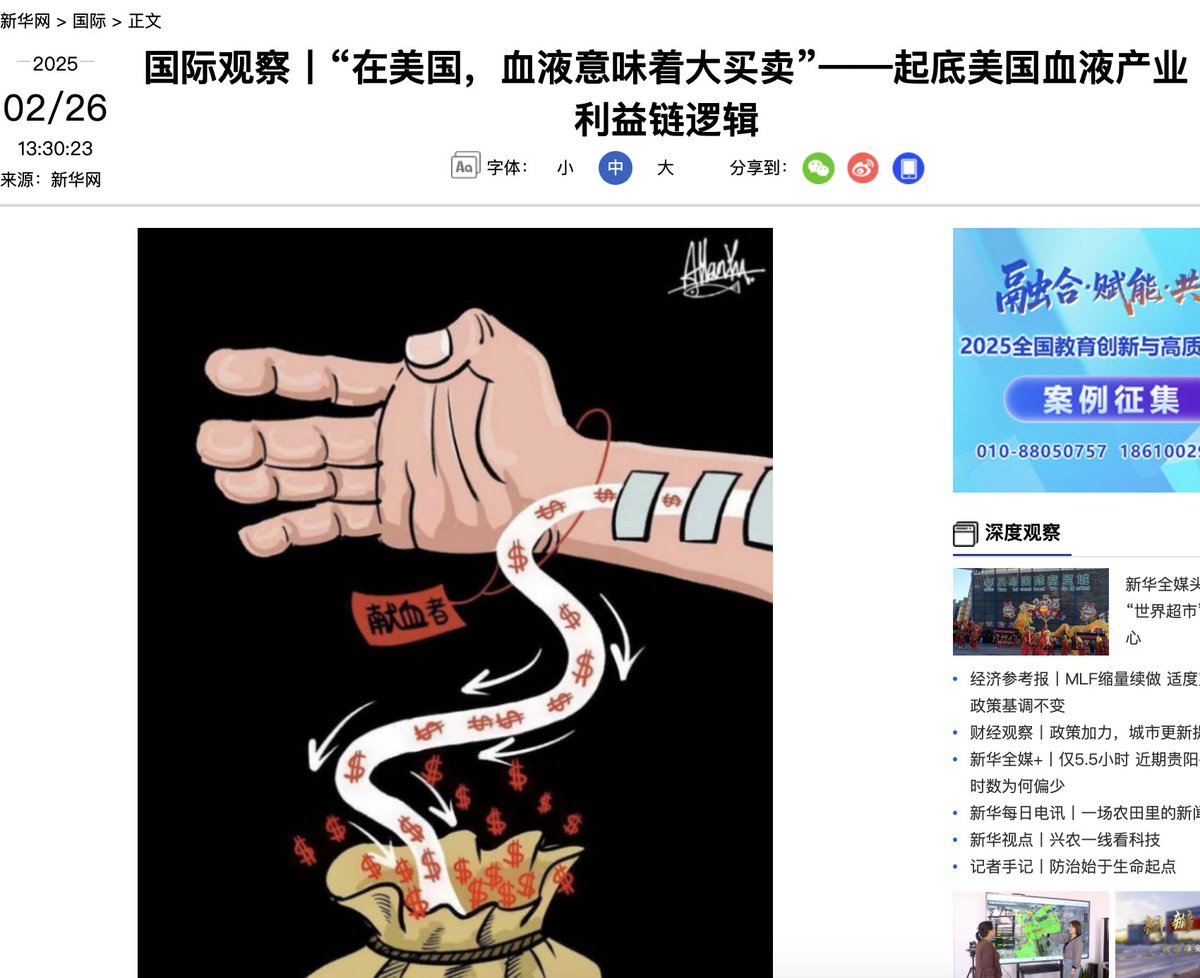 新华网 > 国际 > 正文
2025
02/26
13:30:23
来源：新华网
国际观察丨“在美国，血液意味着大买卖”——起底美国血液产业
利益链逻辑
Aa 字体： 小 中 大 分享到：
献血者
$ $ $ $ $ $ $ $ $ $ $ $
融合·赋能·共
2025全国教育创新与高质
案例征集
010-88050757 1861002
深度观察
新华全媒头
“世界超市”
心
经济参考报丨MLF缩量续做 适度
政策基调不变
财经观察丨政策加力，城市更新
新华全媒+丨仅5.5小时 近期贵阳
时数为何偏少
新华每日电讯丨一场农田里的新
新华视点丨兴农一线看科技
记者手记丨防治始于生命起点